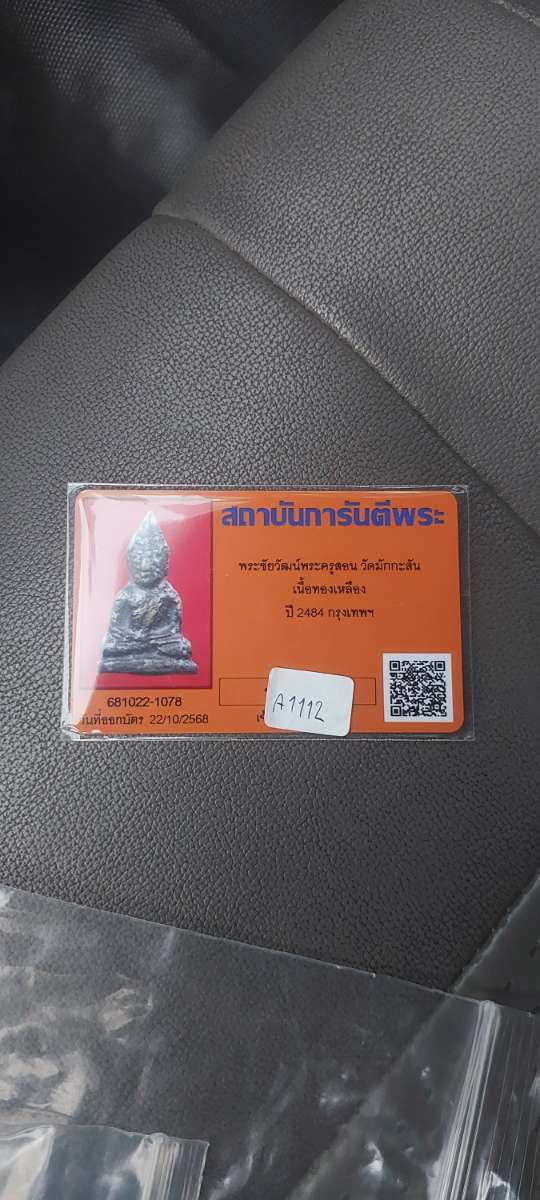 สถาบันการันตีพระ
พระชัยวัฒน์พระครูสอน วัดมักกะสัน
เนื้อทองเหลือง
ปี 2484 กรุงเทพฯ
681022-1078
วันที่ออกบัตร 22/10/2568
A1112